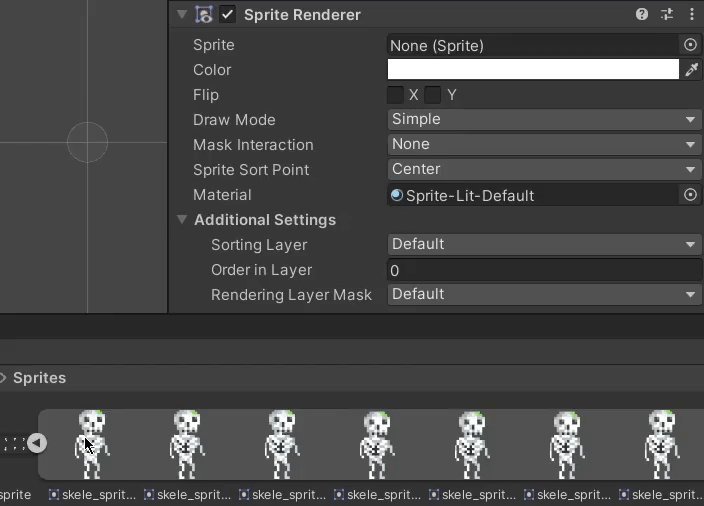 Sprite Renderer
Sprite None (Sprite)
Color
Flip X Y
Draw Mode Simple
Mask Interaction None
Sprite Sort Point Center
Material Sprite-Lit-Default
Additional Settings
Sorting Layer Default
Order in Layer 0
Rendering Layer Mask Default
Sprites
sprite skele_sprit... skele_sprit... skele_sprit... skele_sprit... skele_sprit... skele_sprit... skele_sprit...